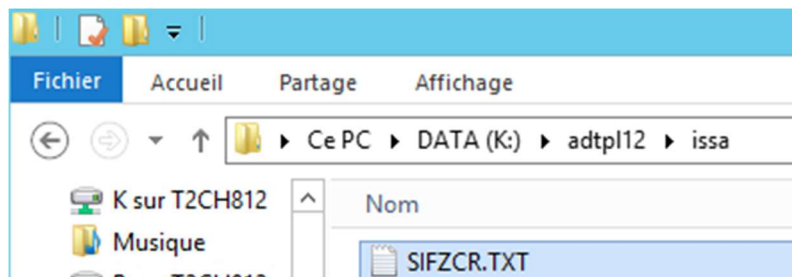 Fichier Accueil Partage Affichage
Ce PC DATA (K:) adtpl12 issa
K sur T2CH812
Nom
Musique
SIFZCR.TXT